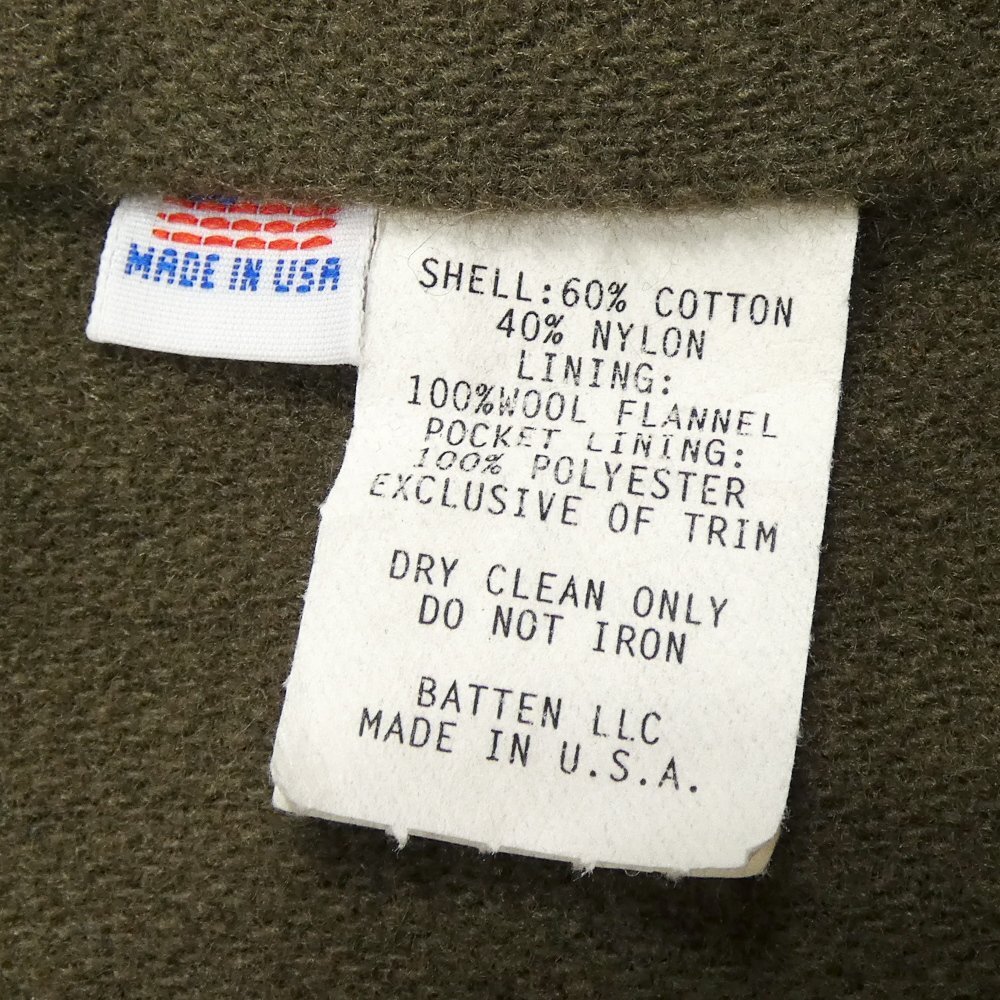 MADE IN USA
SHELL:60% COTTON
40% NYLON
LINING:
100%WOOL FLANNEL
POCKET LINING:
100% POLYESTER
EXCLUSIVE OF TRIM
DRY CLEAN ONLY
DO NOT IRON
BATTEN LLC
MADE IN U.S.A.